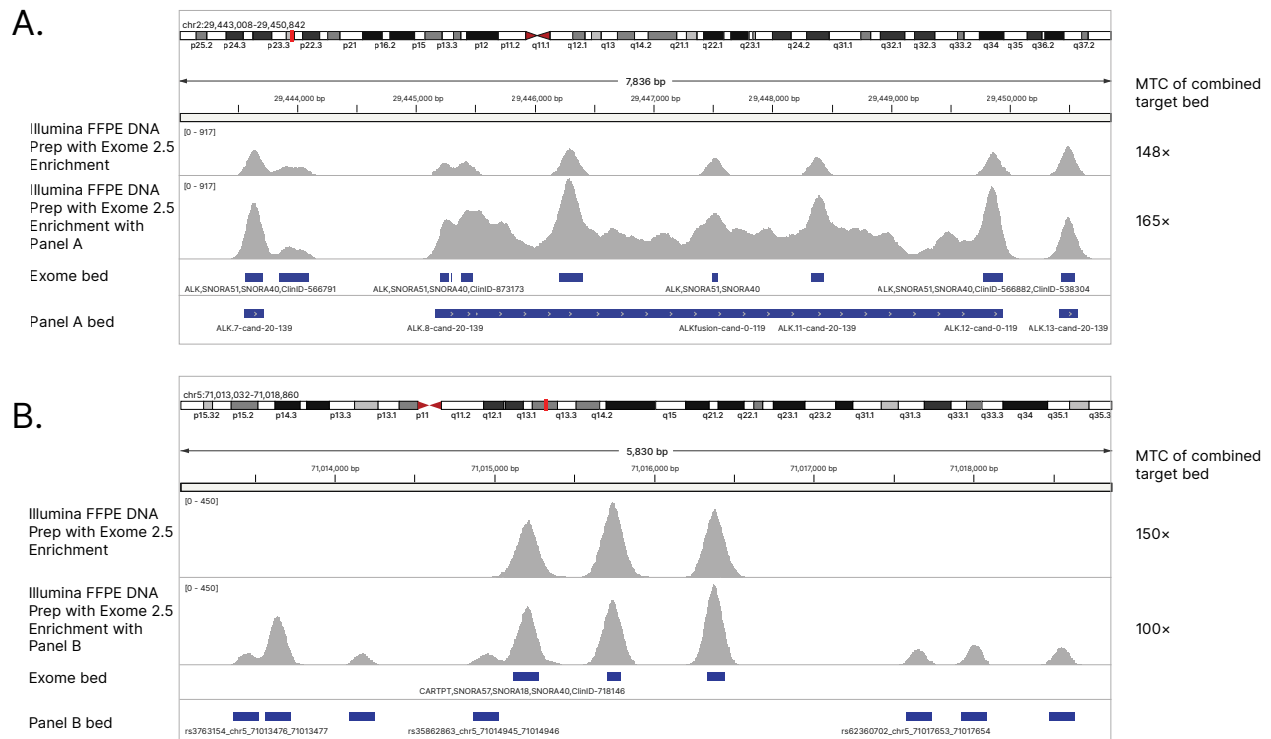 A.
chr2:29,443,008-29,450,842
p25.2 p24.3 p23.3 p22.3 p21 p16.2 p15 p13.3 p12 p11.2 q11.1 q12.1 q13 q14.2 q21.1 q22.1 q23.1 q24.2 q31.1 q32.1 q32.3 q33.2 q34 q35 q36.2 q37.2
7,836 bp
29,444,000 bp 29,445,000 bp 29,446,000 bp 29,447,000 bp 29,448,000 bp 29,449,000 bp 29,450,000 bp
MTC of combined
target bed
Illumina FFPE DNA
Prep with Exome 2.5
Enrichment
[0 - 917]
148×
Illumina FFPE DNA
Prep with Exome 2.5
Enrichment with
Panel A
[0 - 917]
165×
Exome bed
ALK,SNORA51,SNORA40,ClinID-566791 ALK,SNORA51,SNORA40,ClinID-873173 ALK,SNORA51,SNORA40 ALK,SNORA51,SNORA40,ClinID-566882,ClinID-538304
Panel A bed
ALK.7-cand-20-139 ALK.8-cand-20-139 ALKfusion-cand-0-119 ALK.11-cand-20-139 ALK.12-cand-0-119 ALK.13-cand-20-139
B.
chr5:71,013,032-71,018,860
p15.32 p15.2 p14.3 p13.3 p13.1 p11 q11.2 q12.1 q13.1 q13.3 q14.2 q15 q21.2 q22.1 q23.1 q23.2 q31.1 q31.3 q33.1 q33.3 q34 q35.1 q35.3
5,830 bp
71,014,000 bp 71,015,000 bp 71,016,000 bp 71,017,000 bp 71,018,000 bp
MTC of combined
target bed
Illumina FFPE DNA
Prep with Exome 2.5
Enrichment
[0 - 450]
150×
Illumina FFPE DNA
Prep with Exome 2.5
Enrichment with
Panel B
[0 - 450]
100×
Exome bed
CARTPT,SNORA57,SNORA18,SNORA40,ClinID-718146
Panel B bed
rs3763154_chr5_71013476_71013477 rs35862863_chr5_71014945_71014946 rs62360702_chr5_71017653_71017654